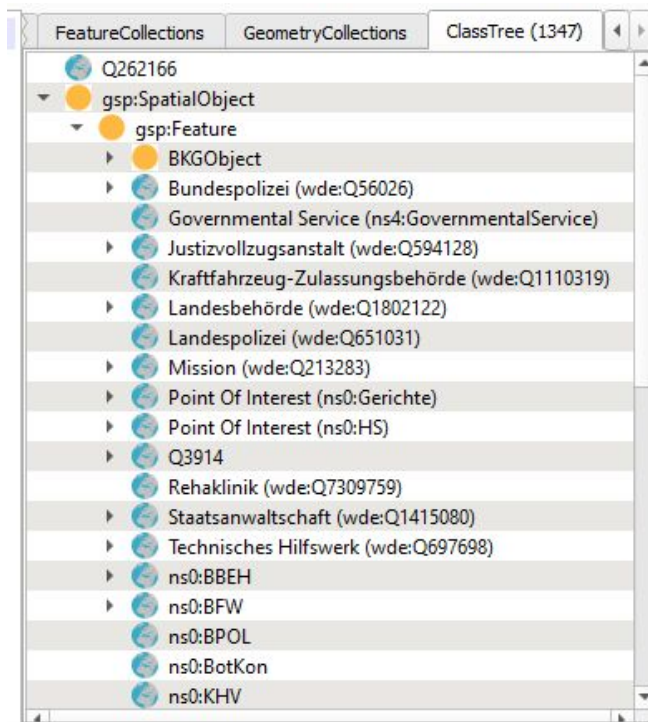 FeatureCollections GeometryCollections ClassTree (1347)
Q262166
gsp:SpatialObject
gsp:Feature
BKGObject
Bundespolizei (wde:Q56026)
Governmental Service (ns4:GovernmentalService)
Justizvollzugsanstalt (wde:Q594128)
Kraftfahrzeug-Zulassungsbehörde (wde:Q1110319)
Landesbehörde (wde:Q1802122)
Landespolizei (wde:Q651031)
Mission (wde:Q213283)
Point Of Interest (ns0:Gerichte)
Point Of Interest (ns0:HS)
Q3914
Rehaklinik (wde:Q7309759)
Staatsanwaltschaft (wde:Q1415080)
Technisches Hilfswerk (wde:Q697698)
ns0:BBEH
ns0:BFW
ns0:BPOL
ns0:BotKon
ns0:KHV